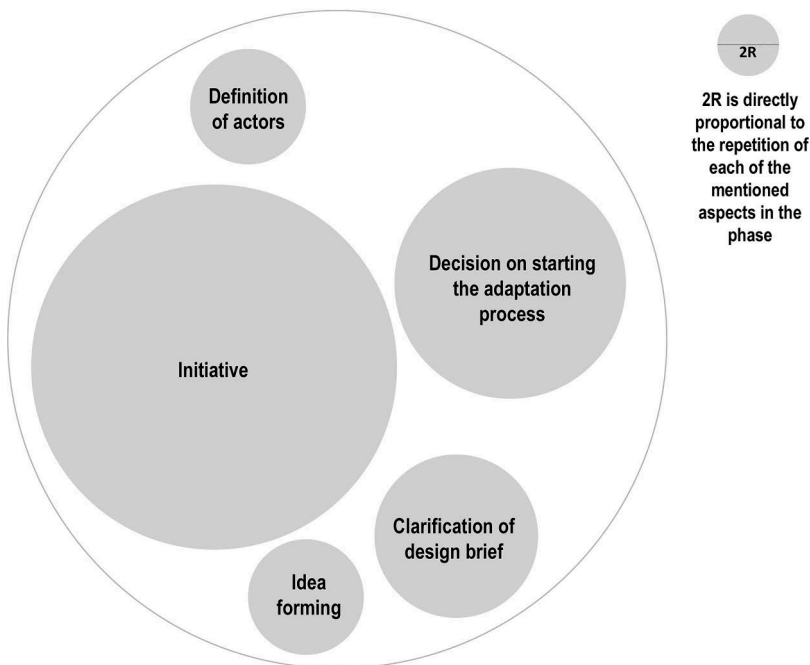 Definition
of actors
Decision on starting
the adaptation
process
Initiative
Clarification of
design brief
Idea
forming
2R
2R is directly
proportional to
the repetition of
each of the
mentioned
aspects in the
phase